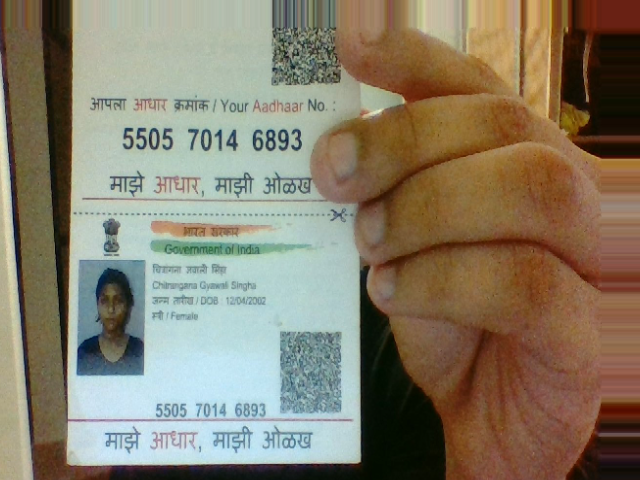 आपला आधार क्रमांक / Your Aadhaar No. :
5505 7014 6893
माझे आधार, माझी ओळख
भारत सरकार
Government of India
Chitrangana Gyawali Singha
जन्म तारीख / DOB : 12/04/2002
स्त्री / Female
5505 7014 6893
माझे आधार, माझी ओळख